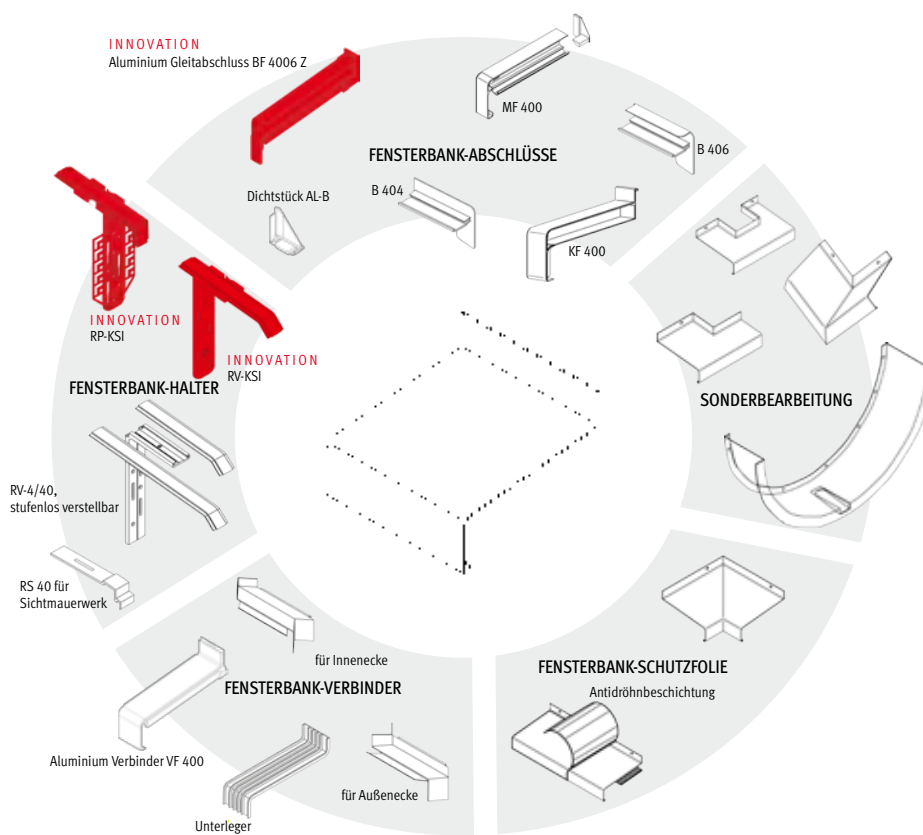 INNOVATION
Aluminium Gleitabschluss BF 4006 Z
MF 400
B 406
FENSTERBANK-ABSCHLÜSSE
Dichtstück AL-B
B 404
KF 400
INNOVATION
RP-KSI
INNOVATION
RV-KSI
FENSTERBANK-HALTER
SONDERBEARBEITUNG
RV-4/40,
stufenlos verstellbar
RS 40 für
Sichtmauerwerk
für Innenecke
FENSTERBANK-VERBINDER
FENSTERBANK-SCHUTZFOLIE
Antidröhnbeschichtung
Aluminium Verbinder VF 400
für Außenecke
Unterleger